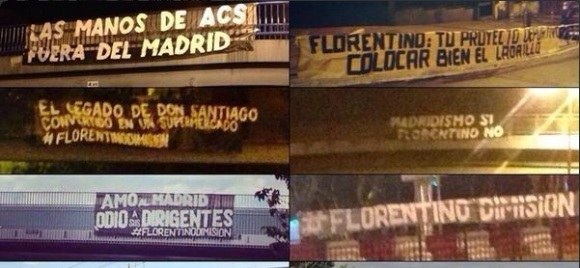 LAS MANOS DE ACS
FUERA DEL MADRID
FLORENTINO: TU PROYECTO DEPORTIVO
COLOCAR BIEN EL LADRILLO
EL LEGADO DE DON SANTIAGO
CONVERTIDO EN UN SUPERMERCADO
#FLORENTINODIMISION
MADRIDISMO SI
FLORENTINO NO
AMO AL MADRID
ODIO A SUS DIRIGENTES
#FLORENTINODIMISION
#FLORENTINO DIMISION